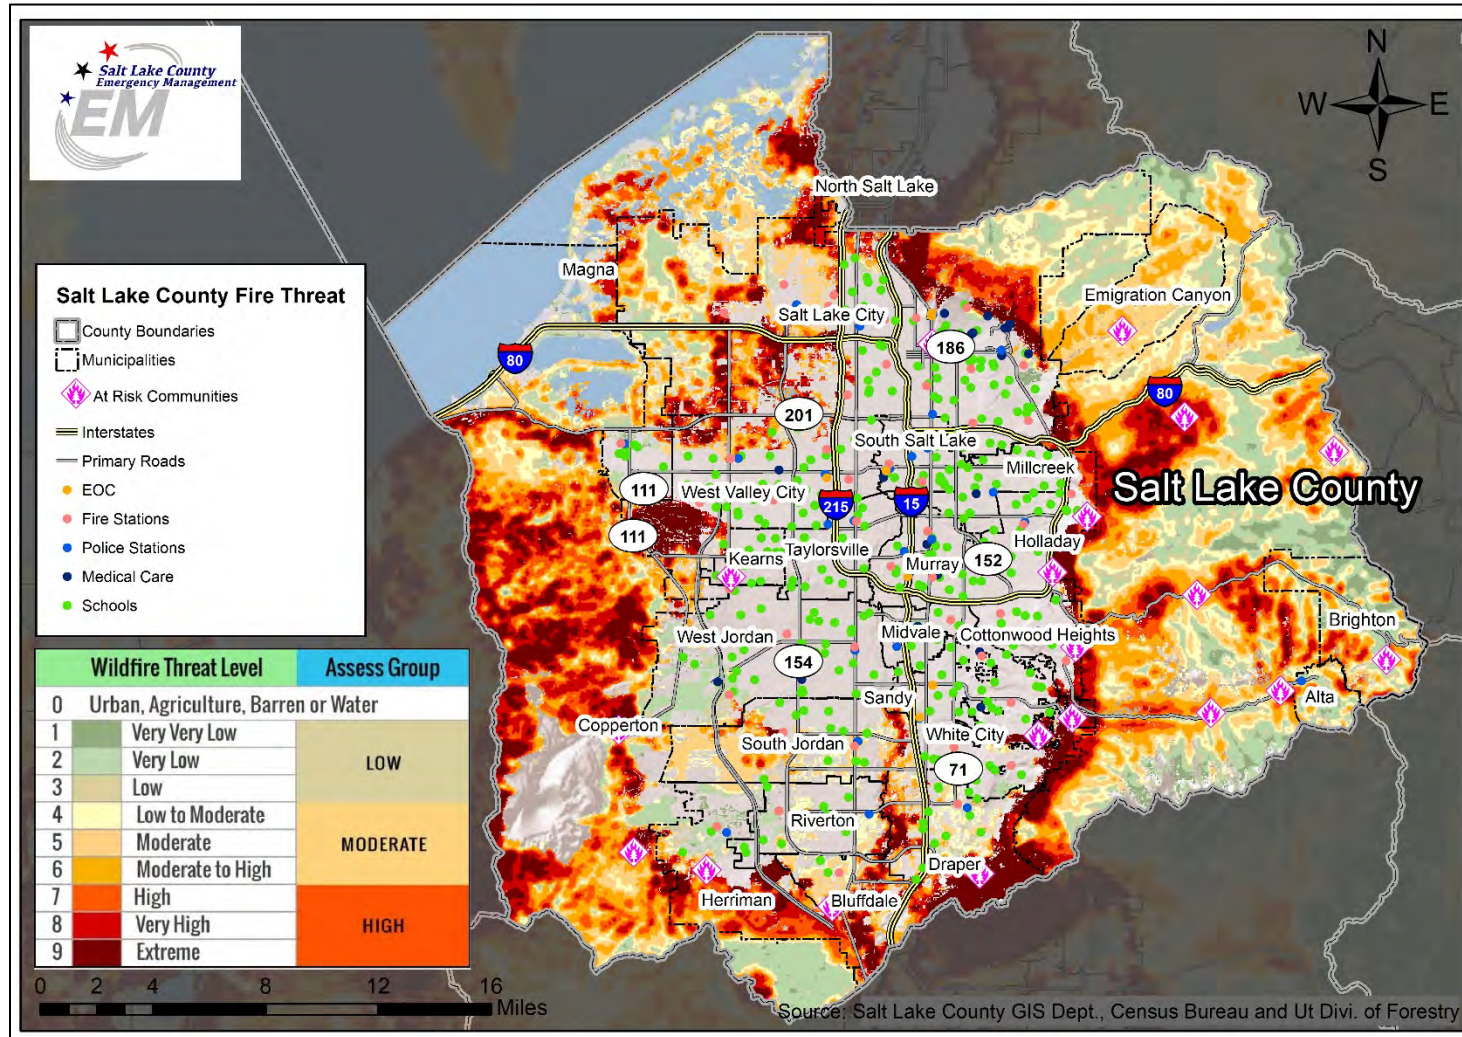 Salt Lake County
Emergency Management
EM
N
W E
S
North Salt Lake
Magna
Salt Lake County Fire Threat
County Boundaries
Municipalities
At Risk Communities
Interstates
Primary Roads
EOC
Fire Stations
Police Stations
Medical Care
Schools
Emigration Canyon
Salt Lake City
186
80
80
201
South Salt Lake
Millcreek
Salt Lake County
111
West Valley City
215
15
111
Taylorsville
Holladay
Kearns
Murray
152
West Jordan
Midvale
Cottonwood Heights
Brighton
154
Sandy
Alta
Copperton
South Jordan
White City
71
Riverton
Draper
Herriman
Bluffdale
Wildfire Threat Level Assess Group
0 Urban, Agriculture, Barren or Water
1 Very Very Low
2 Very Low LOW
3 Low
4 Low to Moderate
5 Moderate MODERATE
6 Moderate to High
7 High
8 Very High HIGH
9 Extreme
0 2 4 8 12 16
Miles
Source: Salt Lake County GIS Dept., Census Bureau and Ut Divi. of Forestry